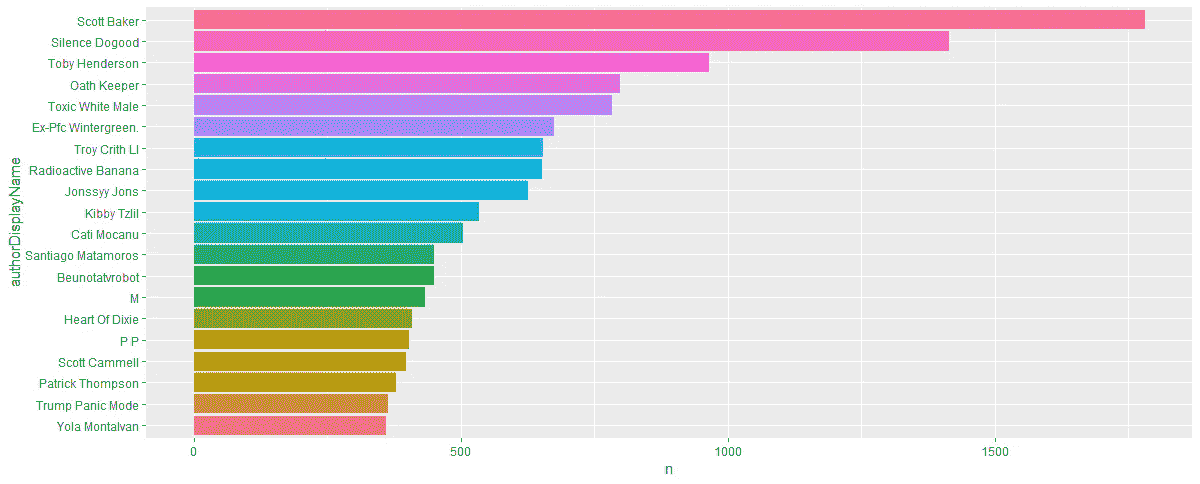 Scott Baker
Silence Dogood
Toby Henderson
Oath Keeper
Toxic White Male
Ex-Pfc Wintergreen.
Troy Crith LI
Radioactive Banana
Jonssyy Jons
Kibby Tzlil
Cati Mocanu
Santiago Matamoros
Beunotatvrobot
M
Heart Of Dixie
P P
Scott Cammell
Patrick Thompson
Trump Panic Mode
Yola Montalvan
authorDisplayName
0 500 1000 1500
n